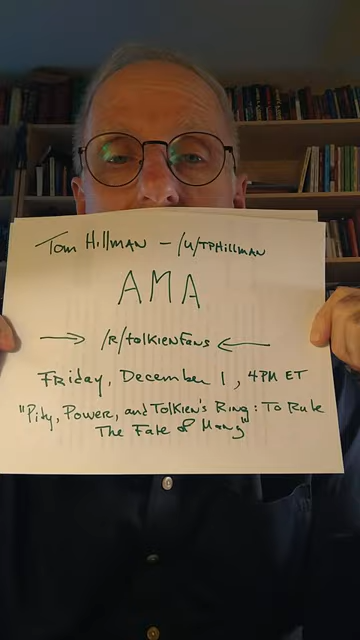 Tom Hillman - /u/TPHillman
AMA
→ /r/tolkienfans ←
Friday, December 1, 4PM ET
"Pity, Power, and Tolkien's Ring: To Rule
The Fate of Many"